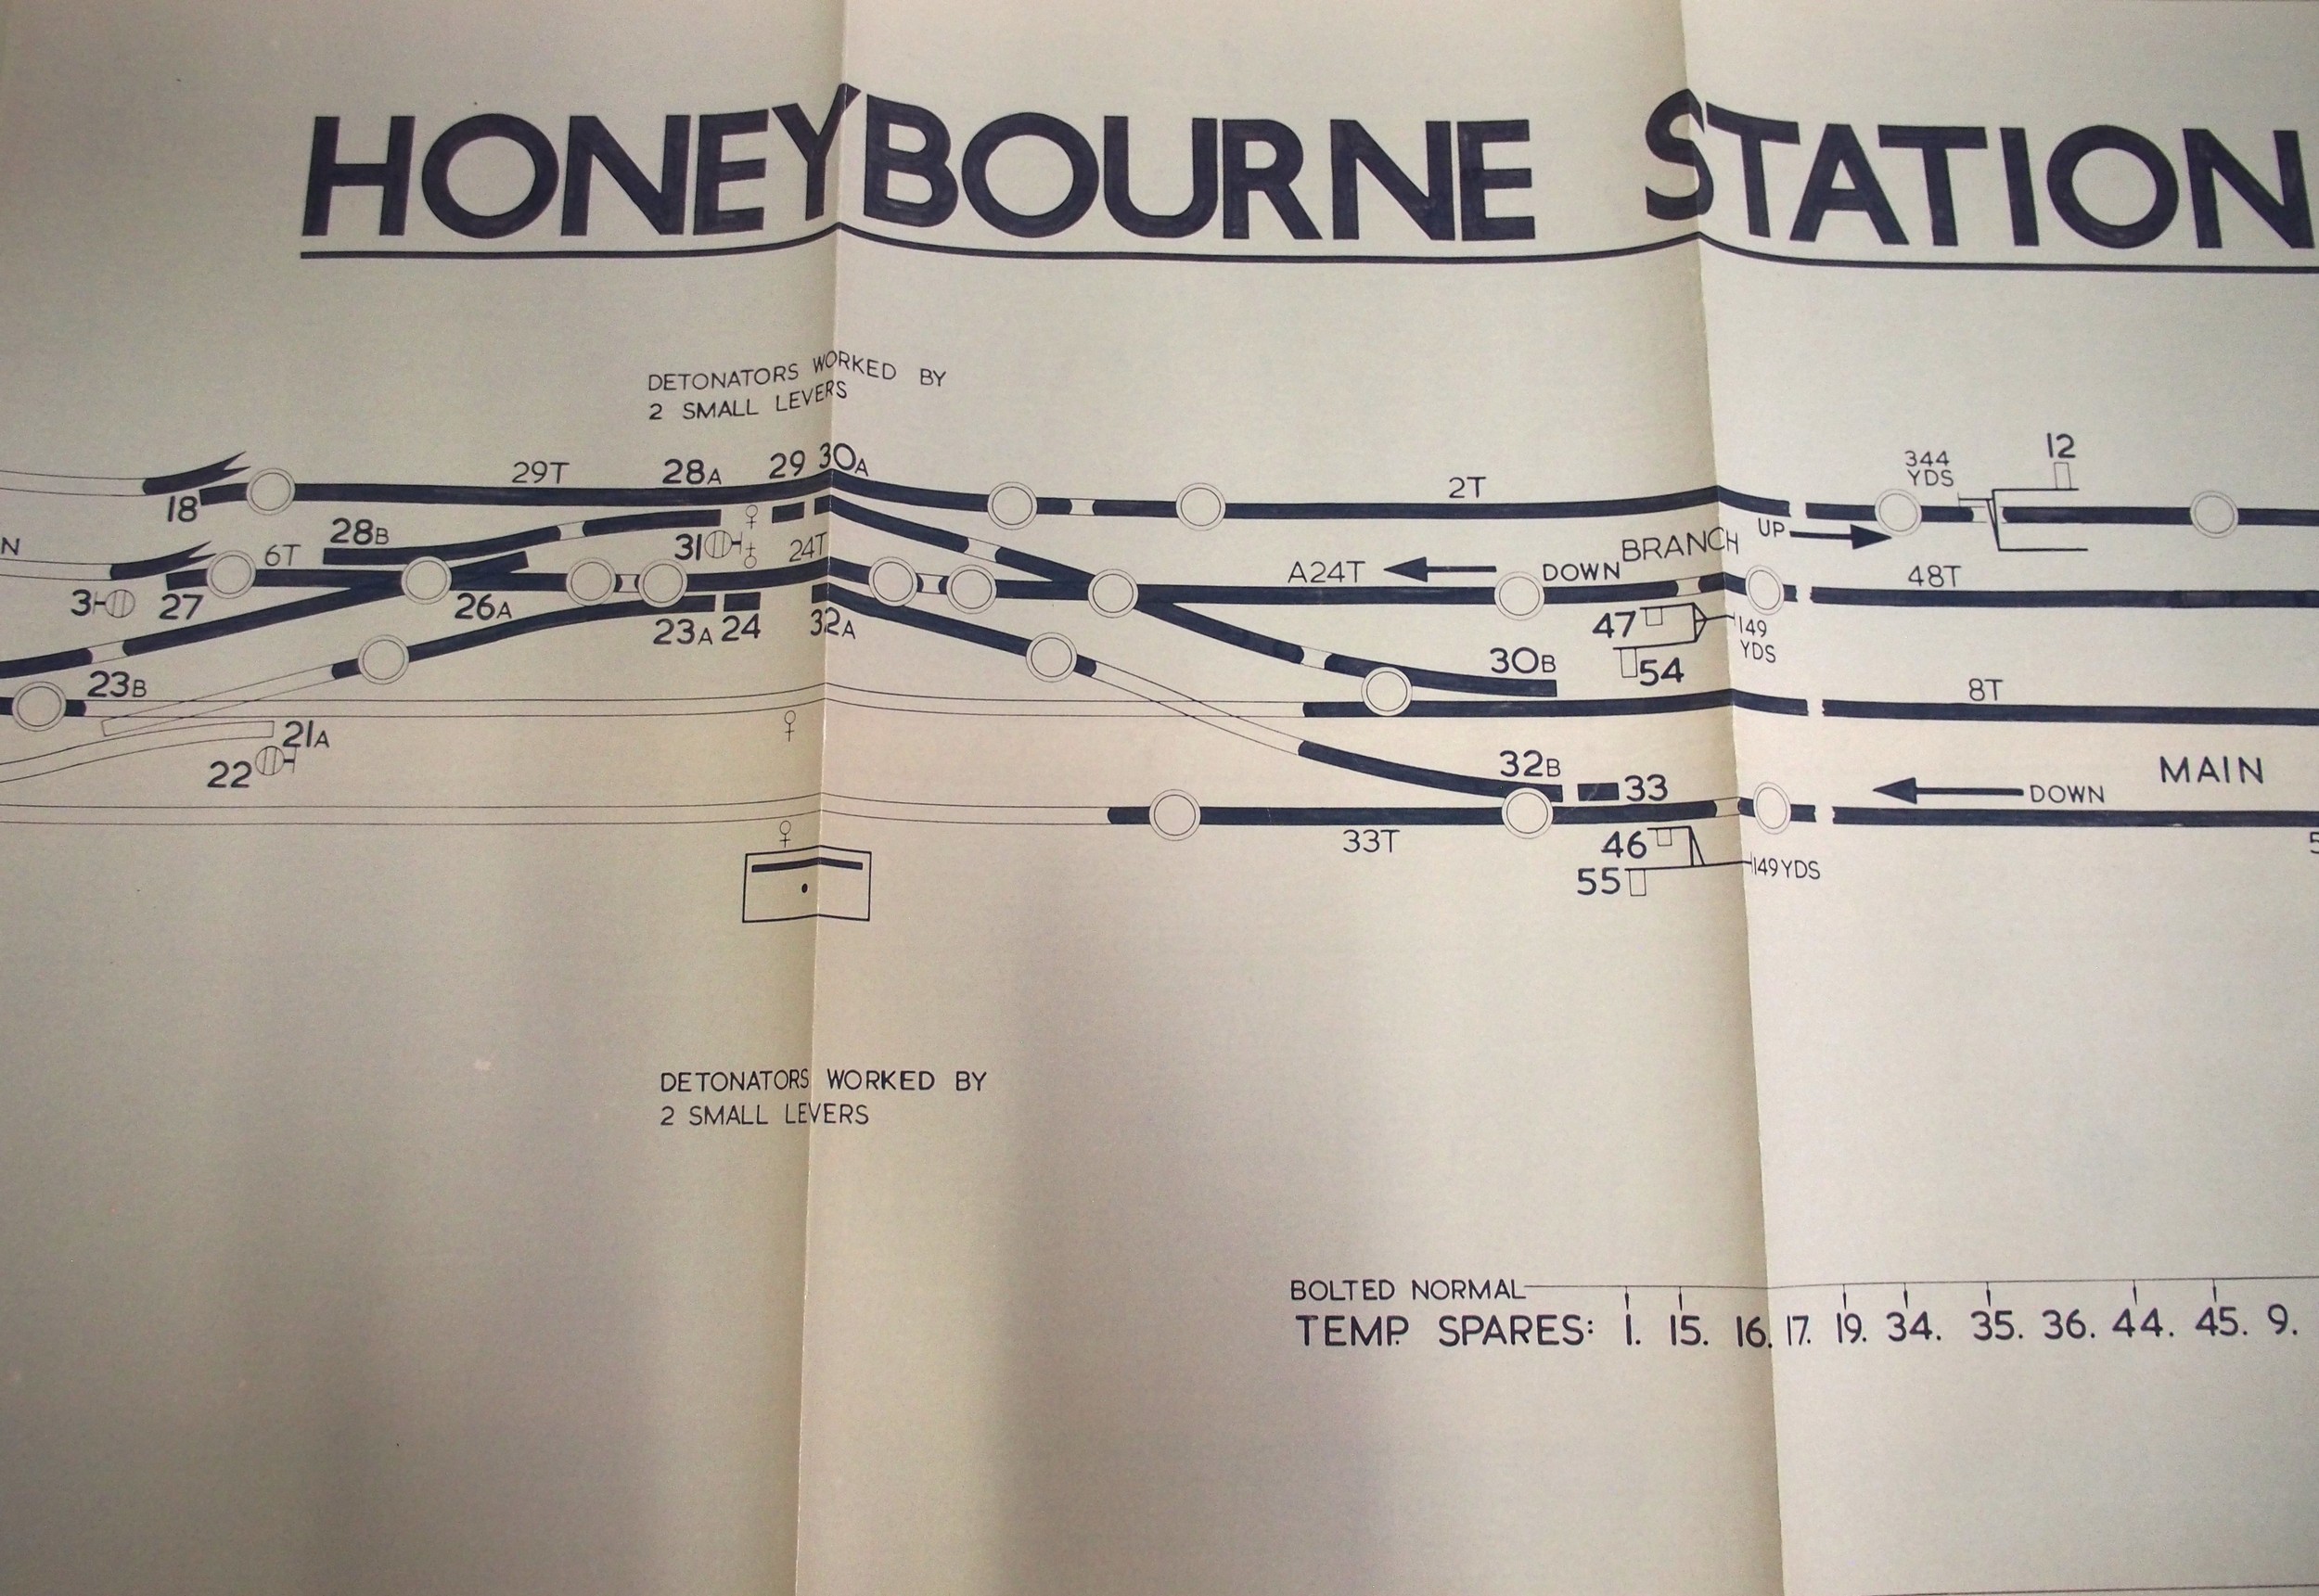 HONEYBOURNE STATION
DETONATORS WORKED BY
2 SMALL LEVERS
18
29T
28A
29
30A
2T
344
YDS
12
N
6T
28B
31
24T
A24T
DOWN
BRANCH
UP
48T
3
27
26A
23A
24
32A
47
149
YDS
54
30B
23B
8T
21A
22
32B
33
MAIN
DOWN
33T
46
55
149YDS
5
DETONATORS WORKED BY
2 SMALL LEVERS
BOLTED NORMAL
TEMP. SPARES: 1. 15. 16. 17. 19. 34. 35. 36. 44. 45. 9.